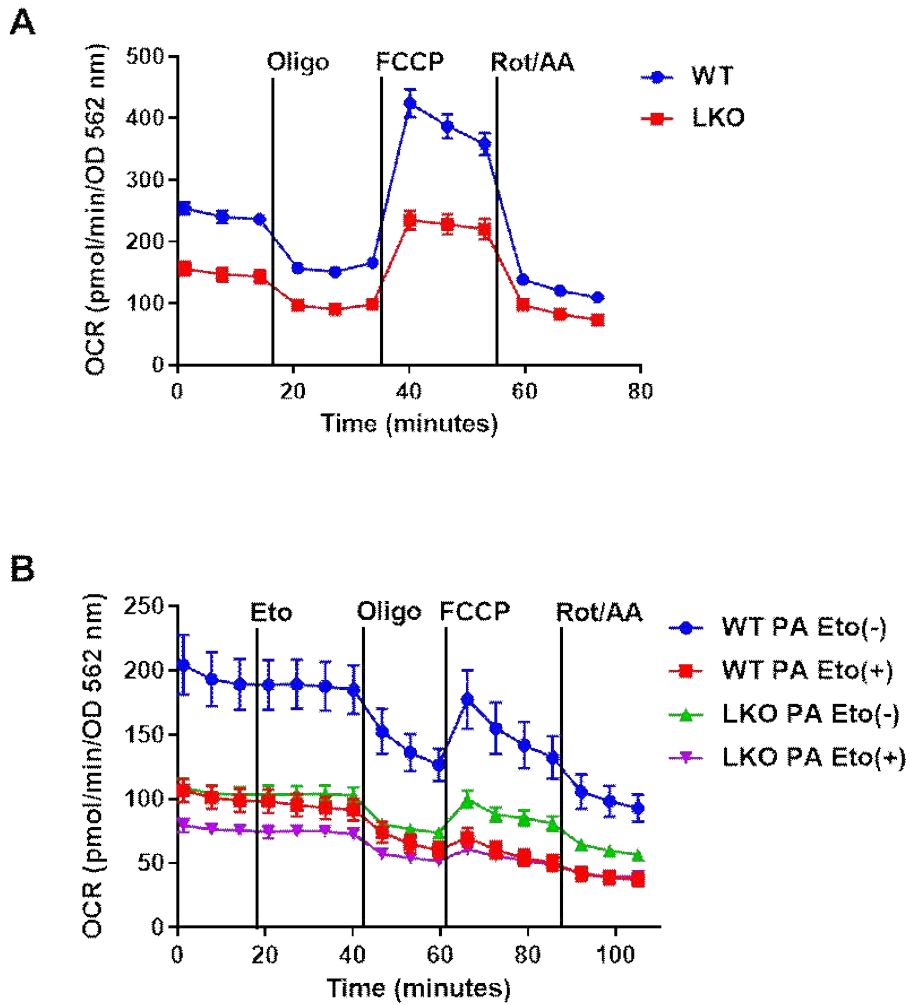 A
OCR (pmol/min/OD 562 nm)
500
400
300
200
100
0
Oligo
FCCP
Rot/AA
WT
LKO
0
20
40
60
80
Time (minutes)
B
OCR (pmol/min/OD 562 nm)
250
200
150
100
50
0
Eto
Oligo
FCCP
Rot/AA
WT PA Eto(-)
WT PA Eto(+)
LKO PA Eto(-)
LKO PA Eto(+)
0
20
40
60
80
100
Time (minutes)